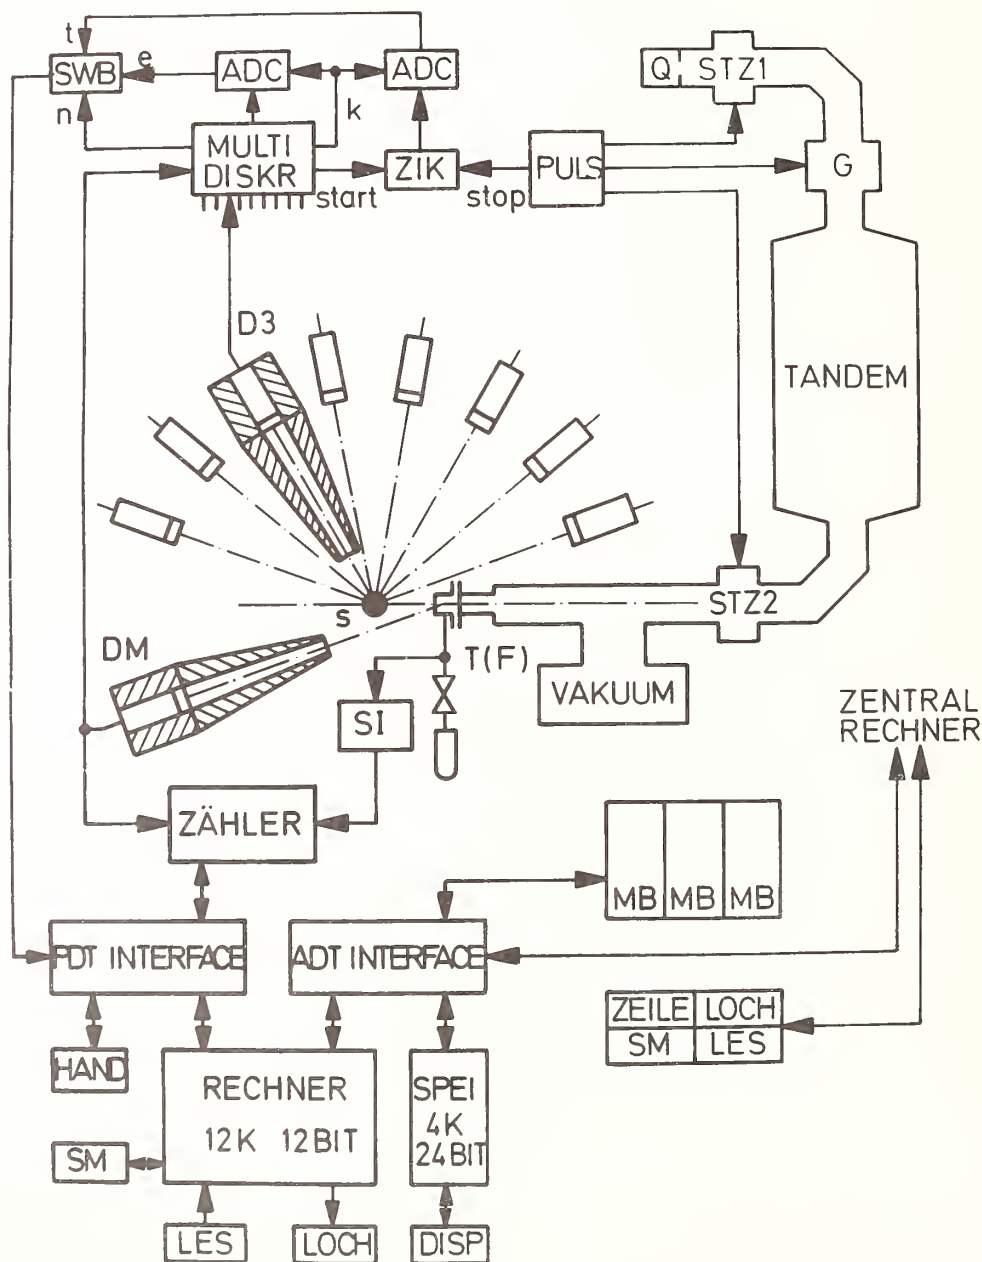 t
SWB
e
ADC
ADC
Q
STZ1
n
k
MULTI
DISKR
start
ZIK
stop
PULS
G
D3
TANDEM
S
STZ2
DM
T(F)
VAKUUM
SI
ZENTRAL
RECHNER
ZÄHLER
MB MB MB
PDT INTERFACE
ADT INTERFACE
ZEILE LOCH
SM LES
HAND
RECHNER
12K 12BIT
SPEI
4K
24BIT
SM
LES
LOCH
DISP